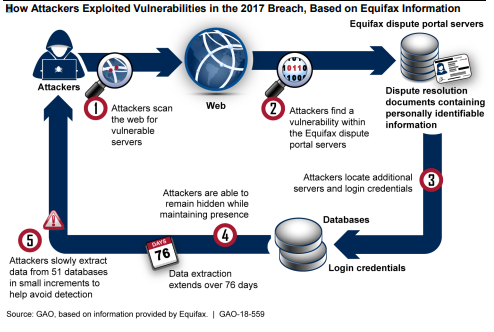 How Attackers Exploited Vulnerabilities in the 2017 Breach, Based on Equifax Information
Equifax dispute portal servers
Attackers
1
Attackers scan
the web for
vulnerable
servers
Web
10110
2
Attackers find a
vulnerability within
the Equifax dispute
portal servers
Dispute resolution
documents containing
personally identifiable
information
Attackers locate additional
servers and login credentials
3
Databases
Login credentials
Attackers are able to
remain hidden while
maintaining presence
4
DAYS
76
Data extraction
extends over 76 days
5
Attackers slowly extract
data from 51 databases
in small increments to
help avoid detection
Source: GAO, based on information provided by Equifax. | GAO-18-559